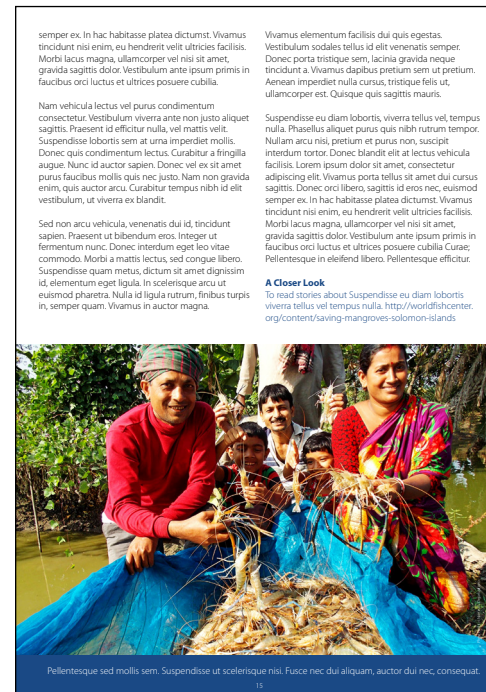 semper ex. In hac habitasse platea dictumst. Vivamus
tincidunt nisi enim, eu hendrerit velit ultricies facilisis.
Morbi lacus magna, ullamcorper vel nisi sit amet,
gravida sagittis dolor. Vestibulum ante ipsum primis in
faucibus orci luctus et ultrices posuere cubilia.

Nam vehicula lectus vel purus condimentum
consectetur. Vestibulum viverra ante non justo aliquet
sagittis. Praesent id efficitur nulla, vel mattis velit.
Suspendisse lobortis sem at urna imperdiet mollis.
Donec quis condimentum lectus. Curabitur a fringilla
augue. Nunc id auctor sapien. Donec vel ex sit amet
purus faucibus mollis quis nec justo. Nam non gravida
enim, quis auctor arcu. Curabitur tempus nibh id elit
vestibulum, ut viverra ex blandit.

Sed non arcu vehicula, venenatis dui id, tincidunt
sapien. Praesent ut bibendum eros. Integer ut
fermentum nunc. Donec interdum eget leo vitae
commodo. Morbi a mattis lectus, sed congue libero.
Suspendisse quam metus, dictum sit amet dignissim
id, elementum eget ligula. In scelerisque arcu ut
euismod pharetra. Nulla id ligula rutrum, finibus turpis
in, semper quam. Vivamus in auctor magna.

Vivamus elementum facilisis dui quis egestas.
Vestibulum sodales tellus id elit venenatis semper.
Donec porta tristique sem, lacinia gravida neque
tincidunt a. Vivamus dapibus pretium sem ut pretium.
Aenean imperdiet nulla cursus, tristique felis ut,
ullamcorper est. Quisque quis sagittis mauris.

Suspendisse eu diam lobortis, viverra tellus vel, tempus
nulla. Phasellus aliquet purus quis nibh rutrum tempor.
Nullam arcu nisi, pretium et purus non, suscipit
interdum tortor. Donec blandit elit at lectus vehicula
facilisis. Lorem ipsum dolor sit amet, consectetur
adipiscing elit. Vivamus porta tellus sit amet dui cursus
sagittis. Donec orci libero, sagittis id eros nec, euismod
semper ex. In hac habitasse platea dictumst. Vivamus
tincidunt nisi enim, eu hendrerit velit ultricies facilisis.
Morbi lacus magna, ullamcorper vel nisi sit amet,
gravida sagittis dolor. Vestibulum ante ipsum primis in
faucibus orci luctus et ultrices posuere cubilia Curae;
Pellentesque in eleifend libero. Pellentesque efficitur.

A Closer Look
To read stories about Suspendisse eu diam lobortis
viverra tellus vel tempus nulla. http://worldfishcenter.
org/content/saving-mangroves-solomon-islands

Pellentesque sed mollis sem. Suspendisse ut scelerisque nisi. Fusce nec dui aliquam, auctor dui nec, consequat.
15